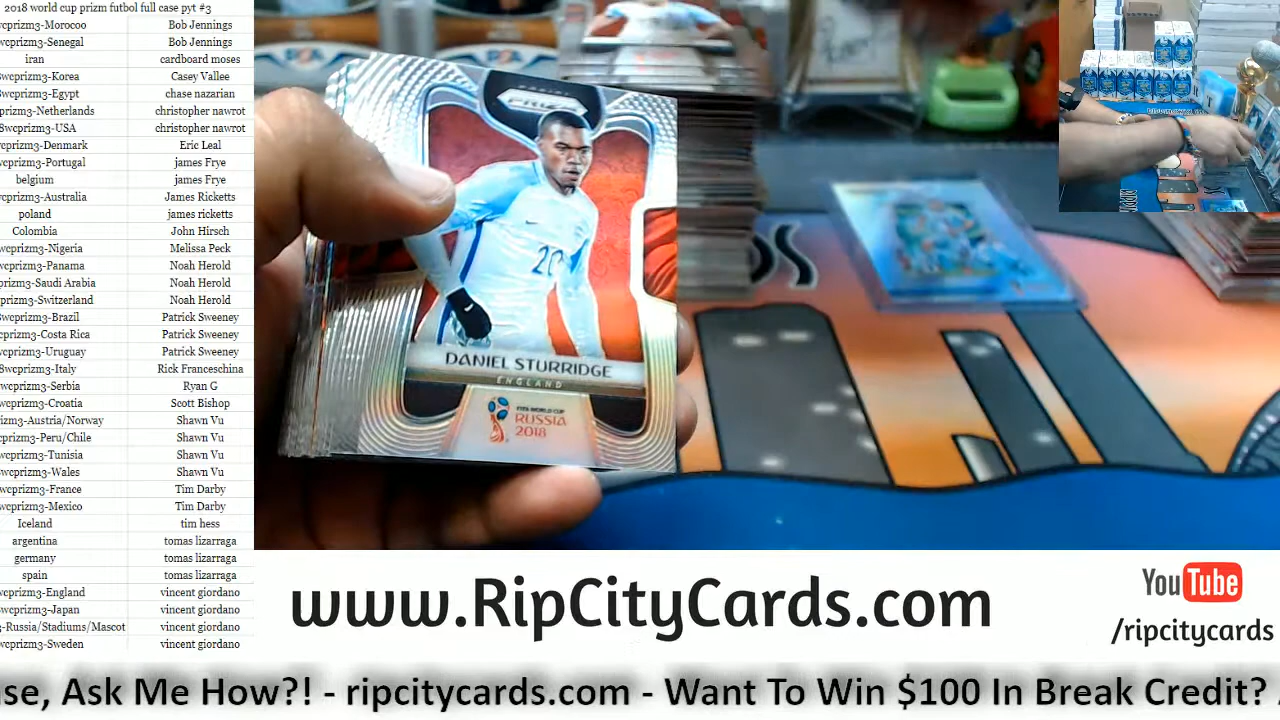 2018 world cup prizm futbol full case pyt #3
wcprizm3-Morocoo Bob Jennings
wcprizm3-Senegal Bob Jennings
iran cardboard moses
8wcprizm3-Korea Casey Vallee
8wcprizm3-Egypt chase nazarian
prizm3-Netherlands christopher nawrot
8wcprizm3-USA christopher nawrot
wcprizm3-Denmark Eric Leal
wcprizm3-Portugal james Frye
belgium james Frye
wcprizm3-Australia James Ricketts
poland james ricketts
Colombia John Hirsch
wcprizm3-Nigeria Melissa Peck
wcprizm3-Panama Noah Herold
prizm3-Saudi Arabia Noah Herold
prizm3-Switzerland Noah Herold
8wcprizm3-Brazil Patrick Sweeney
wcprizm3-Costa Rica Patrick Sweeney
wcprizm3-Uruguay Patrick Sweeney
8wcprizm3-Italy Rick Franceschina
wcprizm3-Serbia Ryan G
wcprizm3-Croatia Scott Bishop
izm3-Austria/Norway Shawn Vu
cprizm3-Peru/Chile Shawn Vu
wcprizm3-Tunisia Shawn Vu
wcprizm3-Wales Shawn Vu
wcprizm3-France Tim Darby
wcprizm3-Mexico Tim Darby
Iceland tim hess
argentina tomas lizarraga
germany tomas lizarraga
spain tomas lizarraga
wcprizm3-England vincent giordano
wcprizm3-Japan vincent giordano
3-Russia/Stadiums/Mascot vincent giordano
wcprizm3-Sweden vincent giordano
PANINI
PRIZM
20
DANIEL STURRIDGE
ENGLAND
FIFA WORLD CUP
RUSSIA
2018
www.RipCityCards.com
YouTube
/ripcitycards
ase, Ask Me How?! - ripcitycards.com - Want To Win $100 In Break Credit?